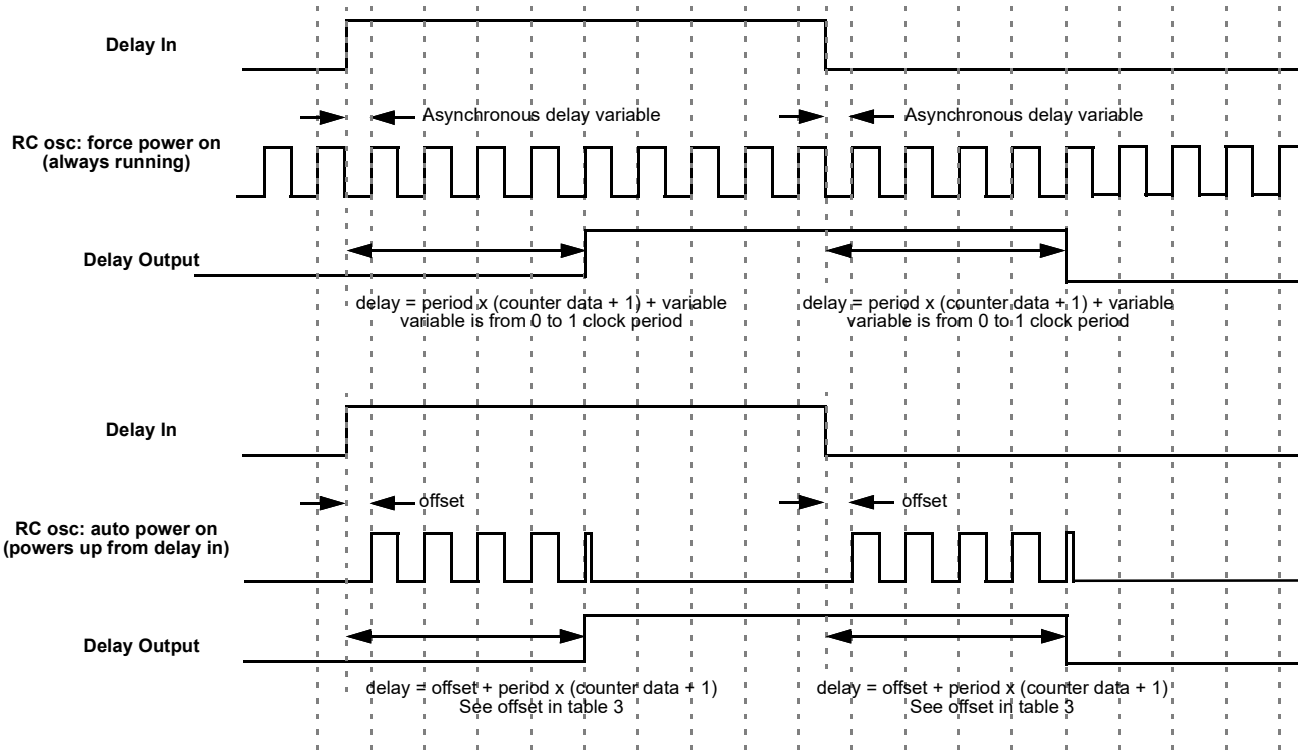 Delay In
Asynchronous delay variable
Asynchronous delay variable
RC osc: force power on
(always running)
Delay Output
delay = period x (counter data + 1) + variable
variable is from 0 to 1 clock period
delay = period x (counter data + 1) + variable
variable is from 0 to 1 clock period
Delay In
offset
offset
RC osc: auto power on
(powers up from delay in)
Delay Output
delay = offset + period x (counter data + 1)
See offset in table 3
delay = offset + period x (counter data + 1)
See offset in table 3